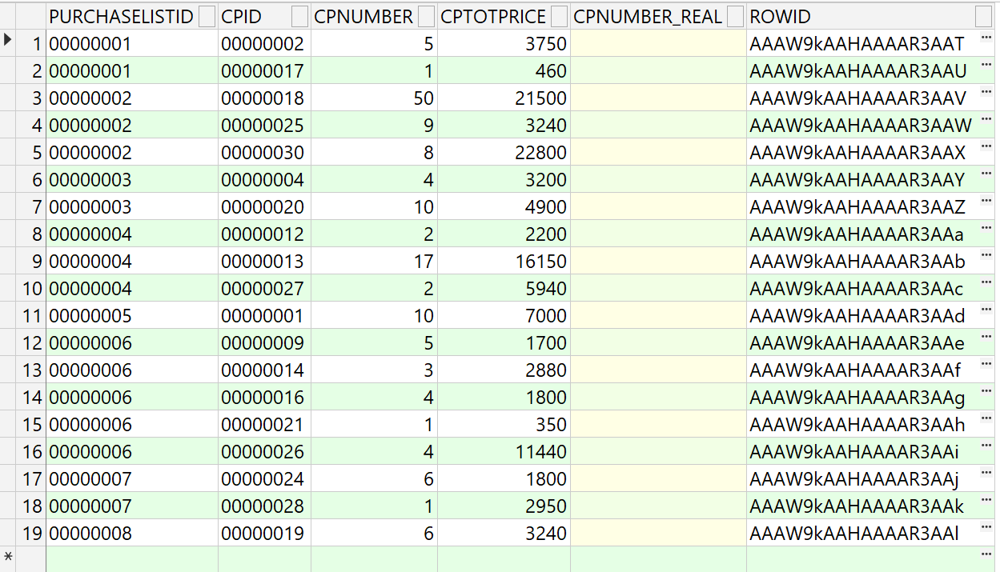 PURCHASELISTID CPID CPNUMBER CPTOTPRICE CPNUMBER_REAL ROWID
1 00000001 00000002 5 3750 AAAW9kAAHAAAAR3AAT ...
2 00000001 00000017 1 460 AAAW9kAAHAAAAR3AAU ...
3 00000002 00000018 50 21500 AAAW9kAAHAAAAR3AAV ...
4 00000002 00000025 9 3240 AAAW9kAAHAAAAR3AAW ...
5 00000002 00000030 8 22800 AAAW9kAAHAAAAR3AAX ...
6 00000003 00000004 4 3200 AAAW9kAAHAAAAR3AAY ...
7 00000003 00000020 10 4900 AAAW9kAAHAAAAR3AAZ ...
8 00000004 00000012 2 2200 AAAW9kAAHAAAAR3AAa ...
9 00000004 00000013 17 16150 AAAW9kAAHAAAAR3AAb ...
10 00000004 00000027 2 5940 AAAW9kAAHAAAAR3AAc ...
11 00000005 00000001 10 7000 AAAW9kAAHAAAAR3AAd ...
12 00000006 00000009 5 1700 AAAW9kAAHAAAAR3AAe ...
13 00000006 00000014 3 2880 AAAW9kAAHAAAAR3AAf ...
14 00000006 00000016 4 1800 AAAW9kAAHAAAAR3AAg ...
15 00000006 00000021 1 350 AAAW9kAAHAAAAR3AAh ...
16 00000006 00000026 4 11440 AAAW9kAAHAAAAR3AAi ...
17 00000007 00000024 6 1800 AAAW9kAAHAAAAR3AAj ...
18 00000007 00000028 1 2950 AAAW9kAAHAAAAR3AAk ...
19 00000008 00000019 6 3240 AAAW9kAAHAAAAR3AAl ...
* ...